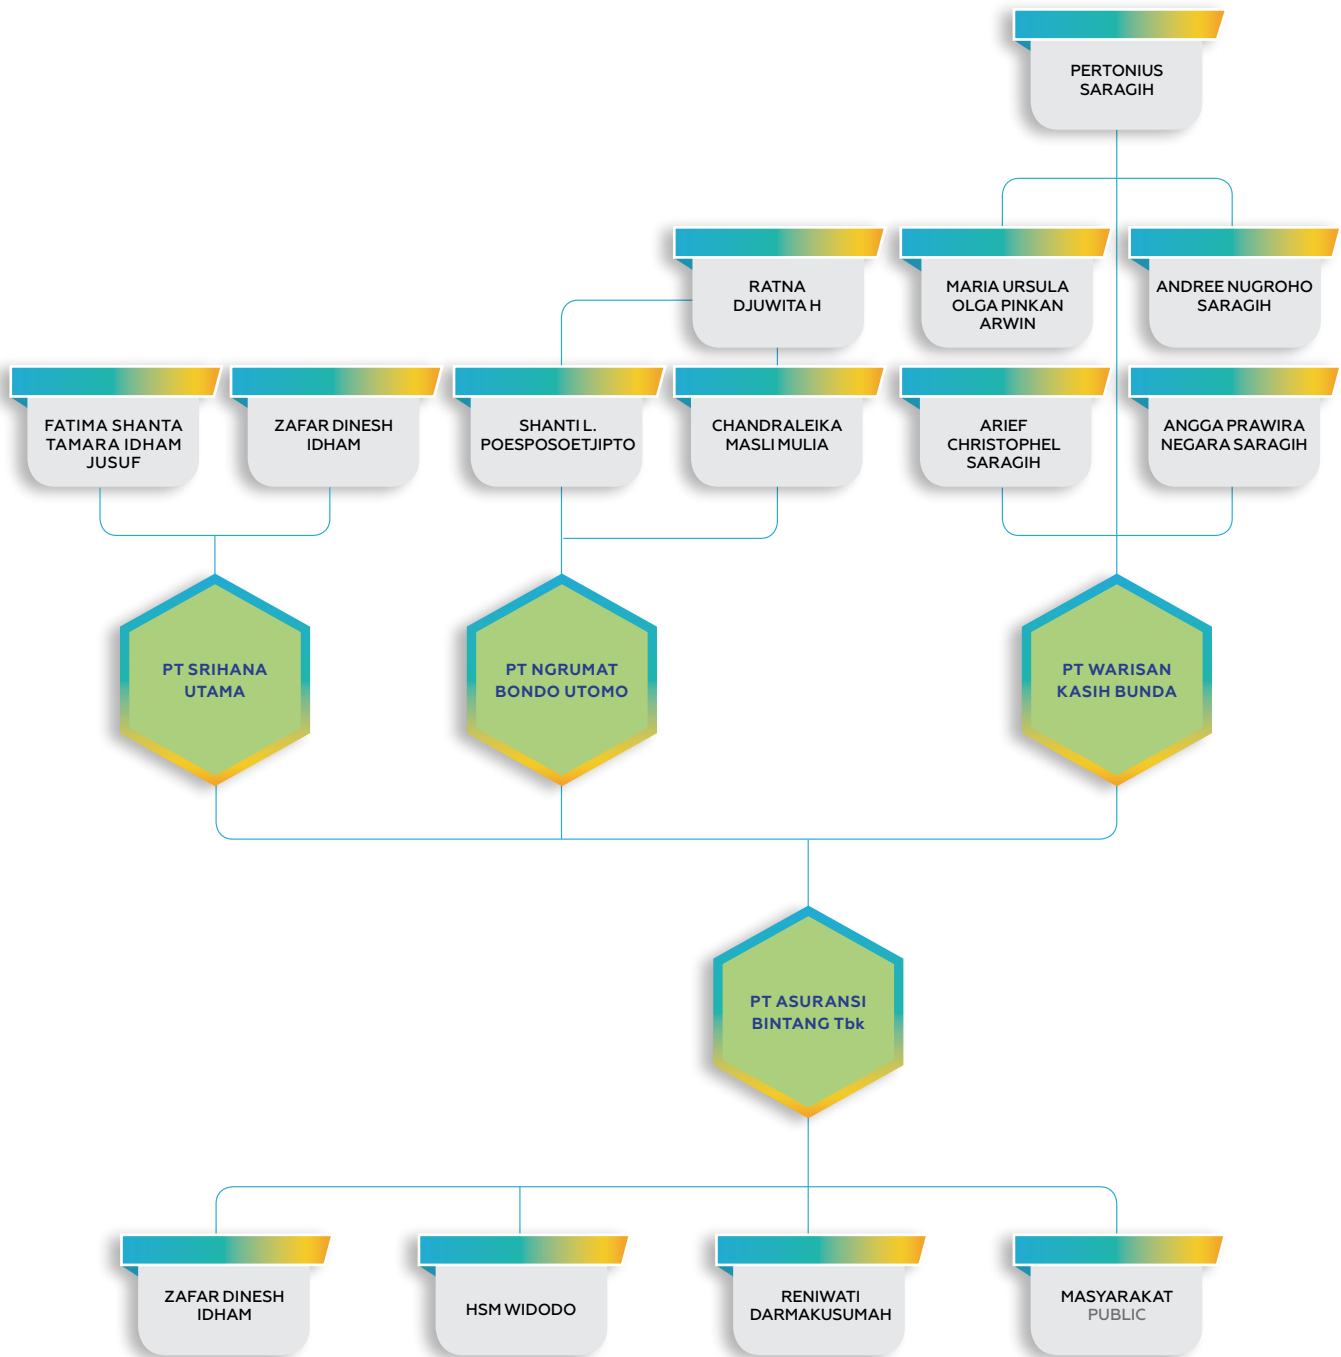 PERTONIUS
SARAGIH
RATNA
DJUWITA H
MARIA URSULA
OLGA PINKAN
ARWIN
ANDREE NUGROHO
SARAGIH
FATIMA SHANTA
TAMARA IDHAM
JUSUF
ZAFAR DINESH
IDHAM
SHANTI L.
POESPOSOETJIPTO
CHANDRALEIKA
MASLI MULIA
ARIEF
CHRISTOPHEL
SARAGIH
ANGGA PRAWIRA
NEGARA SARAGIH
PT SRIHANA
UTAMA
PT NGRUMAT
BONDO UTOMO
PT WARISAN
KASIH BUNDA
PT ASURANSI
BINTANG Tbk
ZAFAR DINESH
IDHAM
HSM WIDODO
RENIWATI
DARMAKUSUMAH
MASYARAKAT
PUBLIC